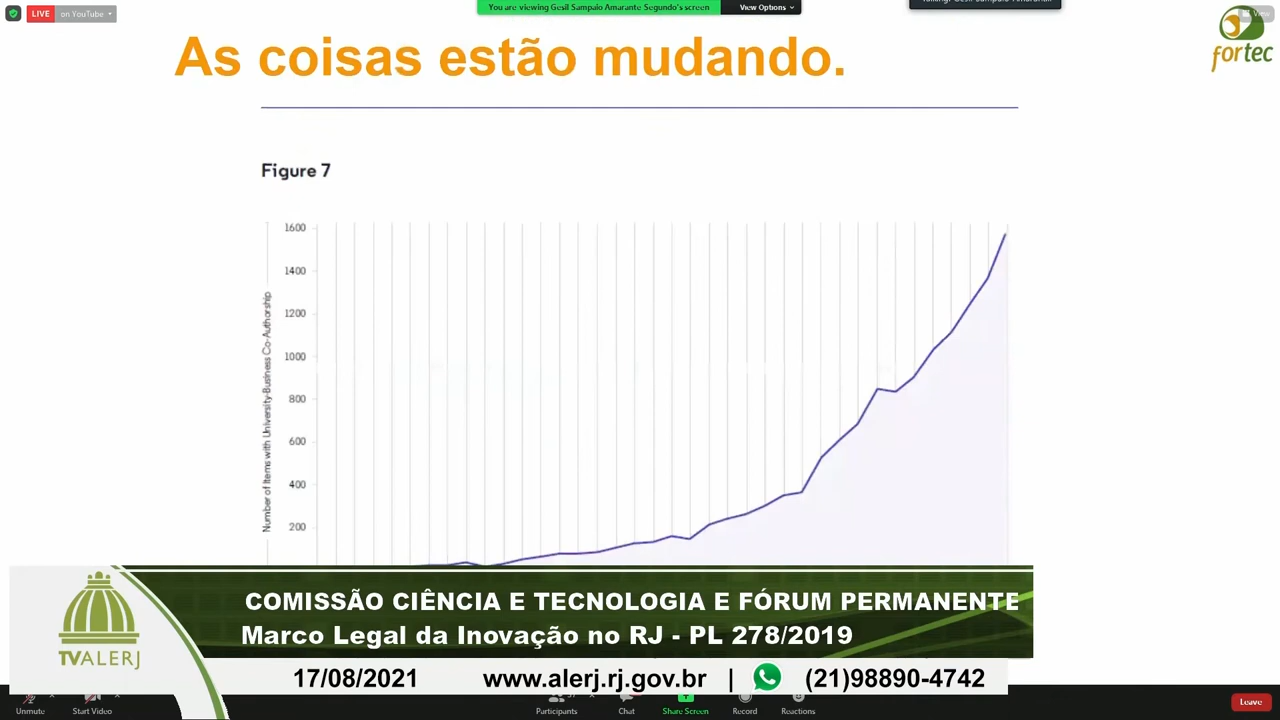 LIVE on YouTube
You are viewing Gesil Sampaio Amarante Segundo's screen
View Options
View
fortec
As coisas estão mudando.
Figure 7
Number of Items with University-Business Co-Authorship
1600
1400
1200
1000
800
600
400
200
TVALERJ
COMISSÃO CIÊNCIA E TECNOLOGIA E FÓRUM PERMANENTE
Marco Legal da Inovação no RJ - PL 278/2019
17/08/2021 www.alerj.rj.gov.br | (21)98890-4742
Unmute
Start Video
Participants
Chat
Share Screen
Record
Reactions
Leave